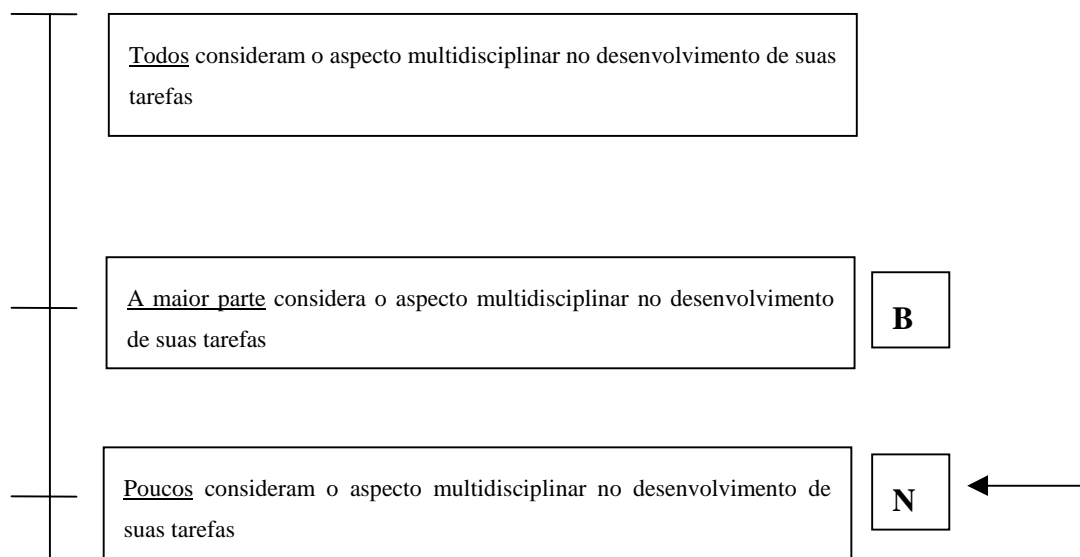 Todos consideram o aspecto multidisciplinar no desenvolvimento de suas
tarefas
A maior parte considera o aspecto multidisciplinar no desenvolvimento
de suas tarefas
B
Poucos consideram o aspecto multidisciplinar no desenvolvimento de
suas tarefas
N